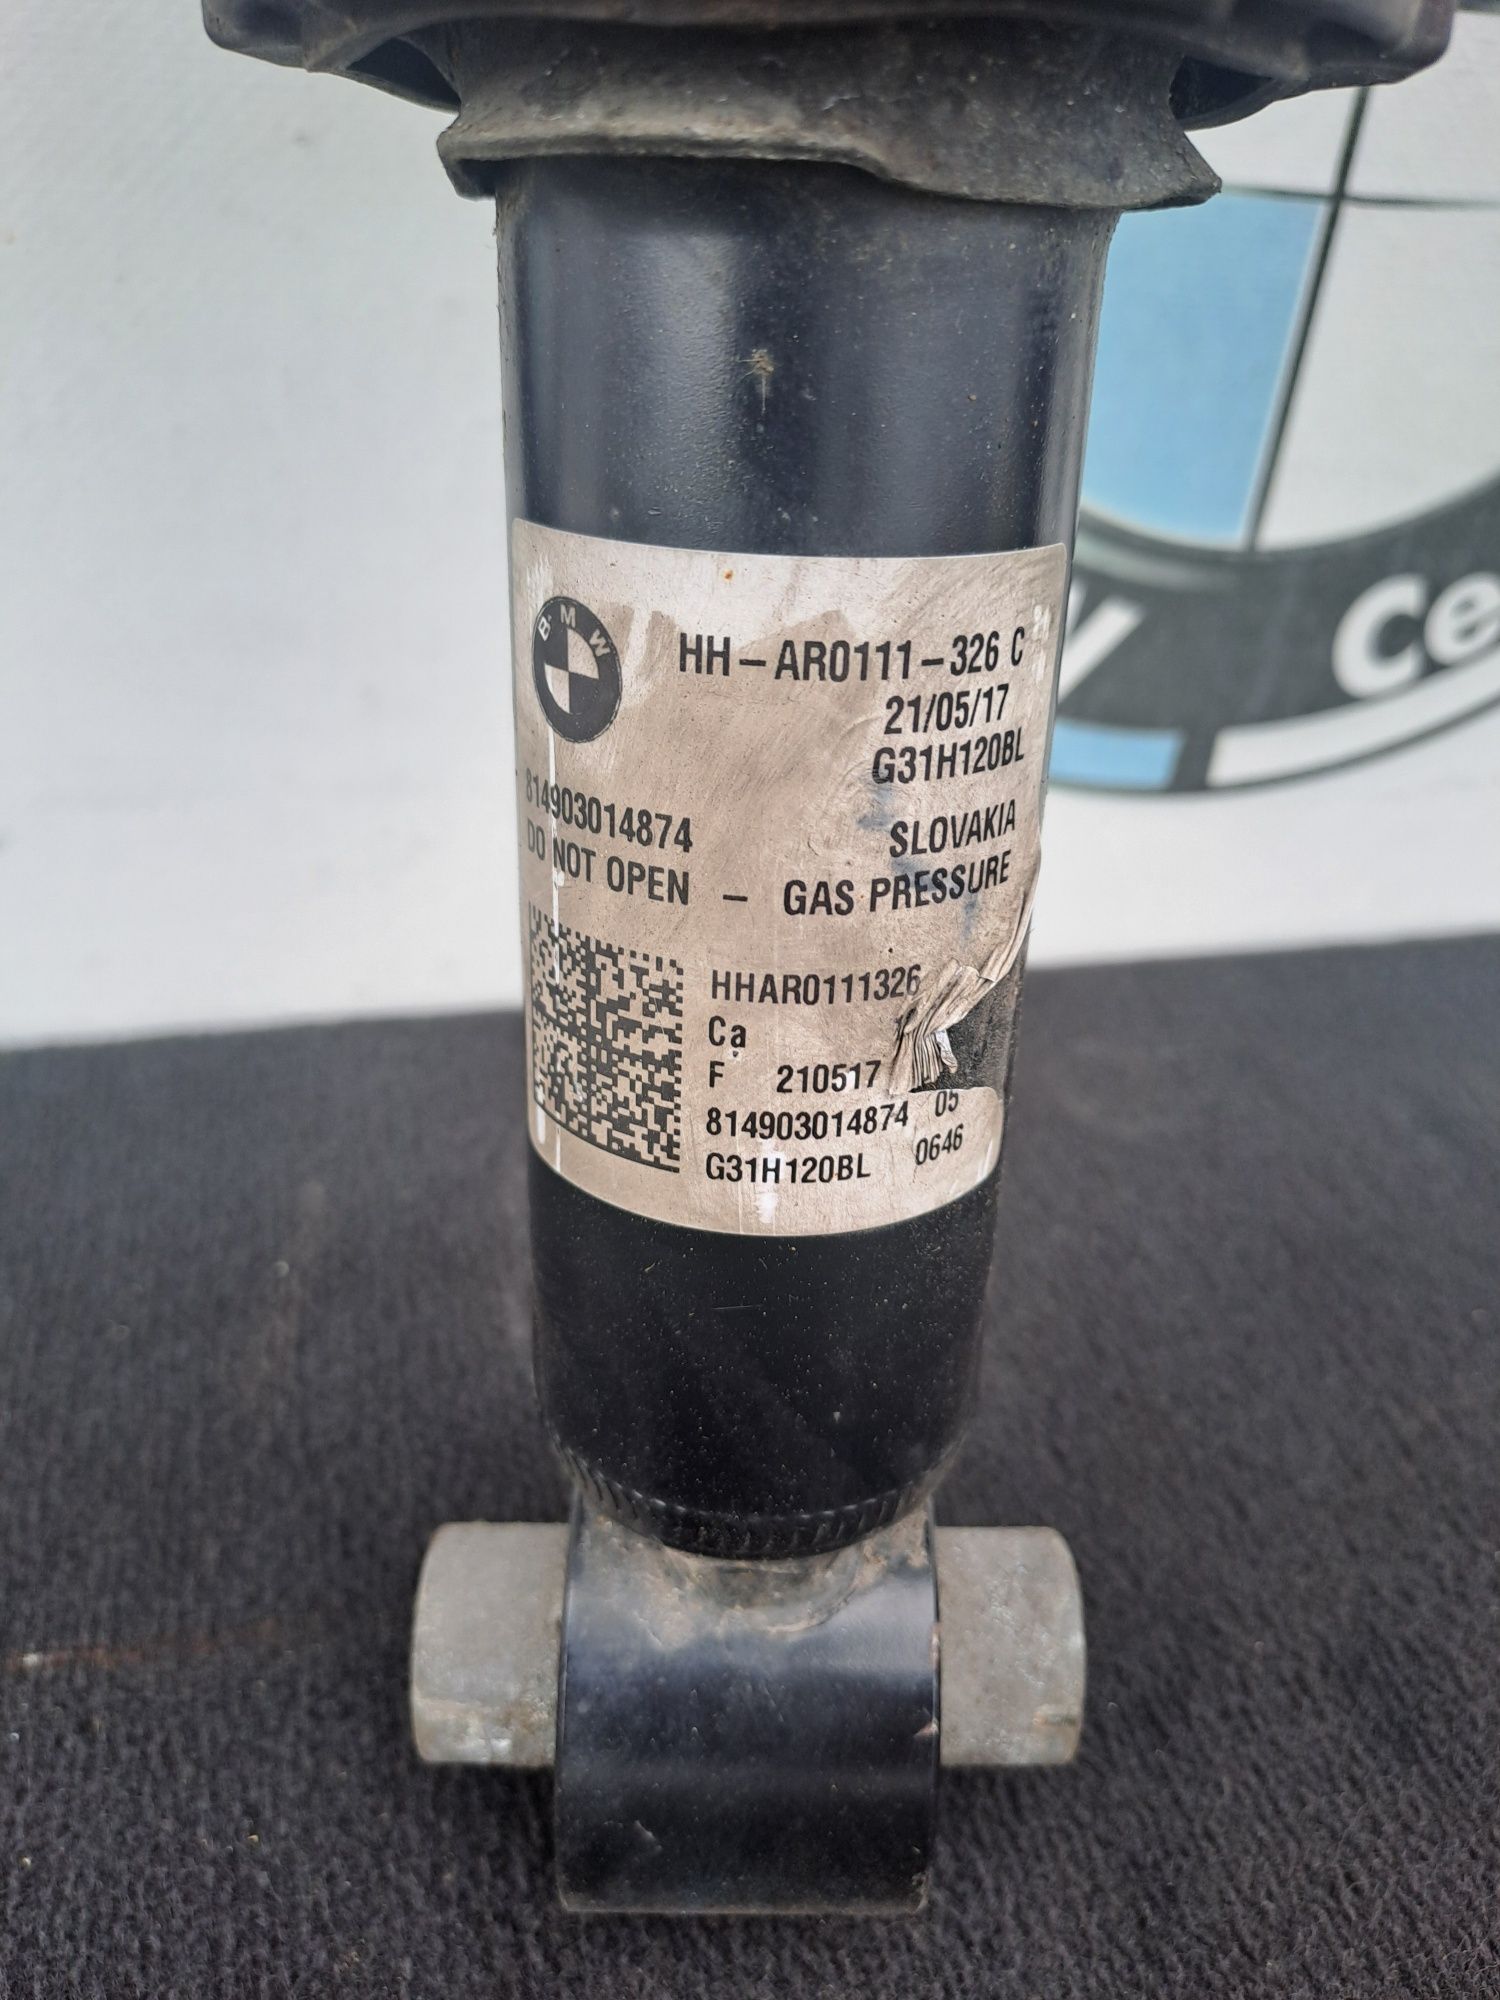 BMW
HH-AR0111-326 C
21/05/17
G31H120BL
814903014874
SLOVAKIA
DO NOT OPEN - GAS PRESSURE
HHAR0111326
Ca
F 210517
814903014874 05
G31H120BL 0646
Ce